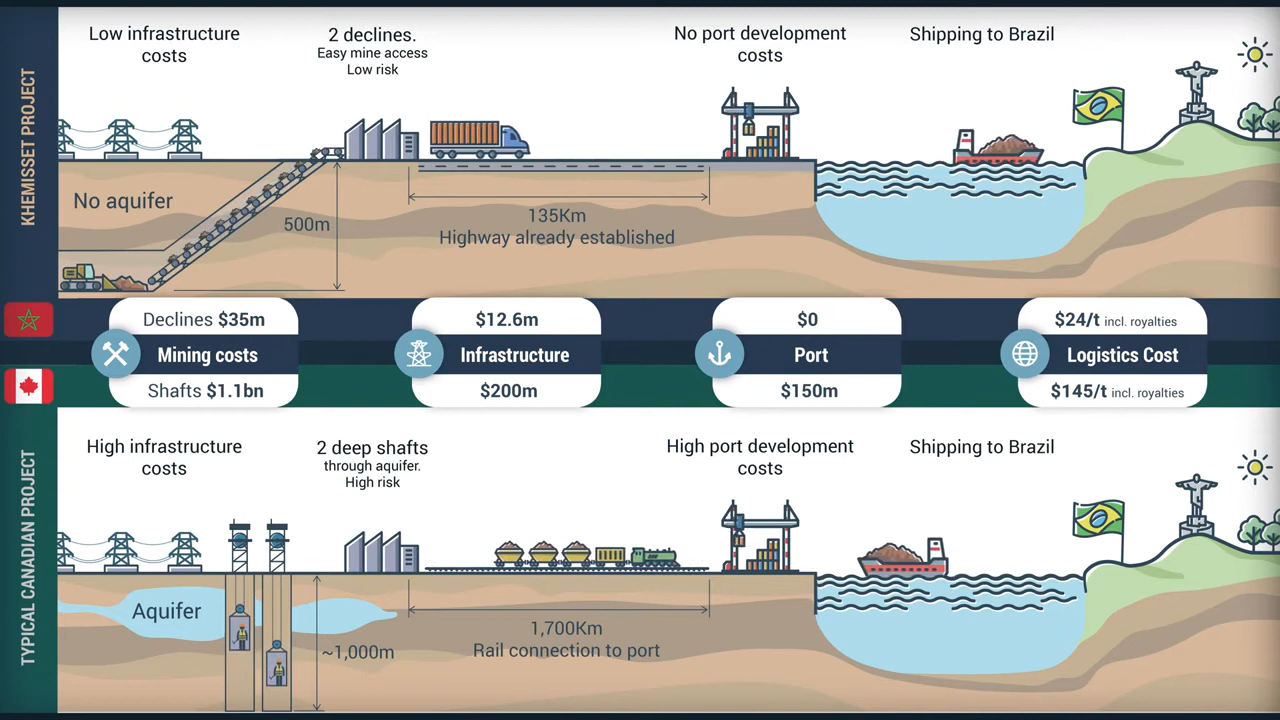 KHEMISSET PROJECT
Low infrastructure
costs
2 declines.
Easy mine access
Low risk
No port development
costs
Shipping to Brazil
No aquifer
500m
135Km
Highway already established
Declines $35m
Mining costs
Shafts $1.1bn
$12.6m
Infrastructure
$200m
$0
Port
$150m
$24/t incl. royalties
Logistics Cost
$145/t incl. royalties
TYPICAL CANADIAN PROJECT
High infrastructure
costs
2 deep shafts
through aquifer.
High risk
High port development
costs
Shipping to Brazil
Aquifer
~1,000m
1,700Km
Rail connection to port